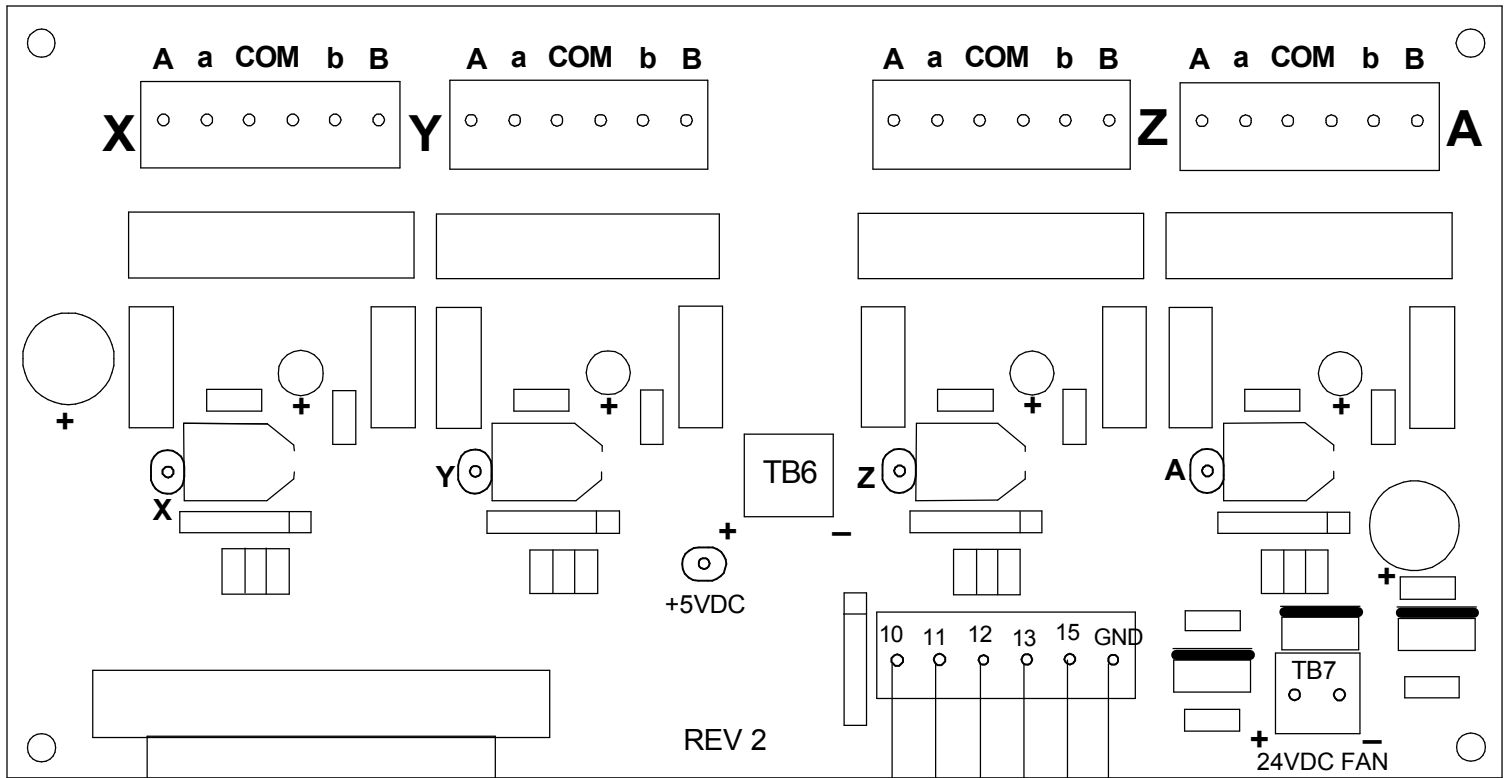 A a COM b B
A a COM b B
A a COM b B
A a COM b B
X
Y
Z
A
+
+
+
+
+
X
Y
TB6
Z
A
+ −
+
+5VDC
10 11 12 13 15 GND
TB7
REV 2
+ −
24VDC FAN